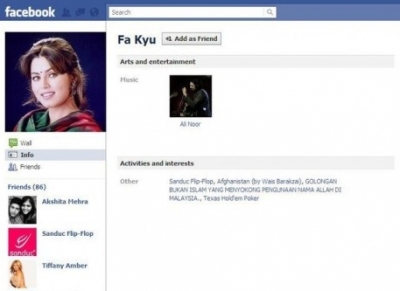 facebook
Search
Fa Kyu
+1 Add as Friend
Arts and entertainment
Music
Ali Noor
Wall
Info
Friends
Activities and interests
Other
Sanduc Flip-Flop, Afghanistan (by Wais Barakzai), GOLONGAN
BUKAN ISLAM YANG MENYOKONG PENGUNAAN NAMA ALLAH DI
MALAYSIA., Texas Hold'em Poker
Friends (86)
Akshita Mehra
sanduc
Sanduc Flip-Flop
Tiffany Amber